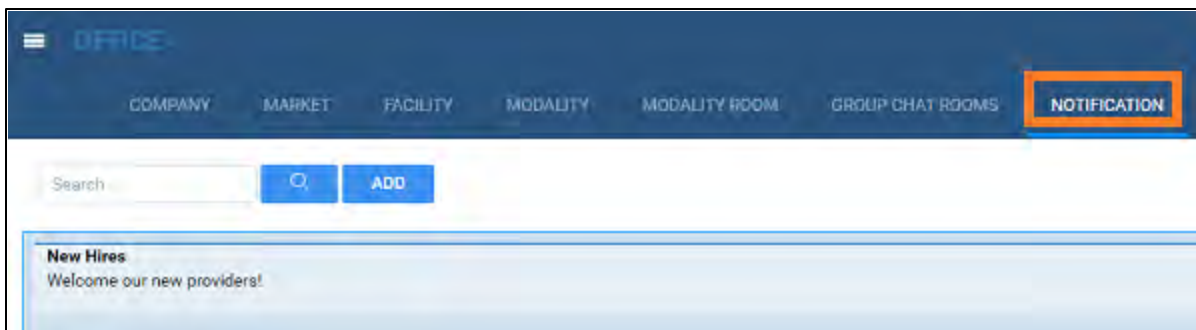 OFFICE
COMPANY MARKET FACILITY MODALITY MODALITY ROOM GROUP CHAT ROOMS NOTIFICATION
Search ADD
New Hires
Welcome our new providers!